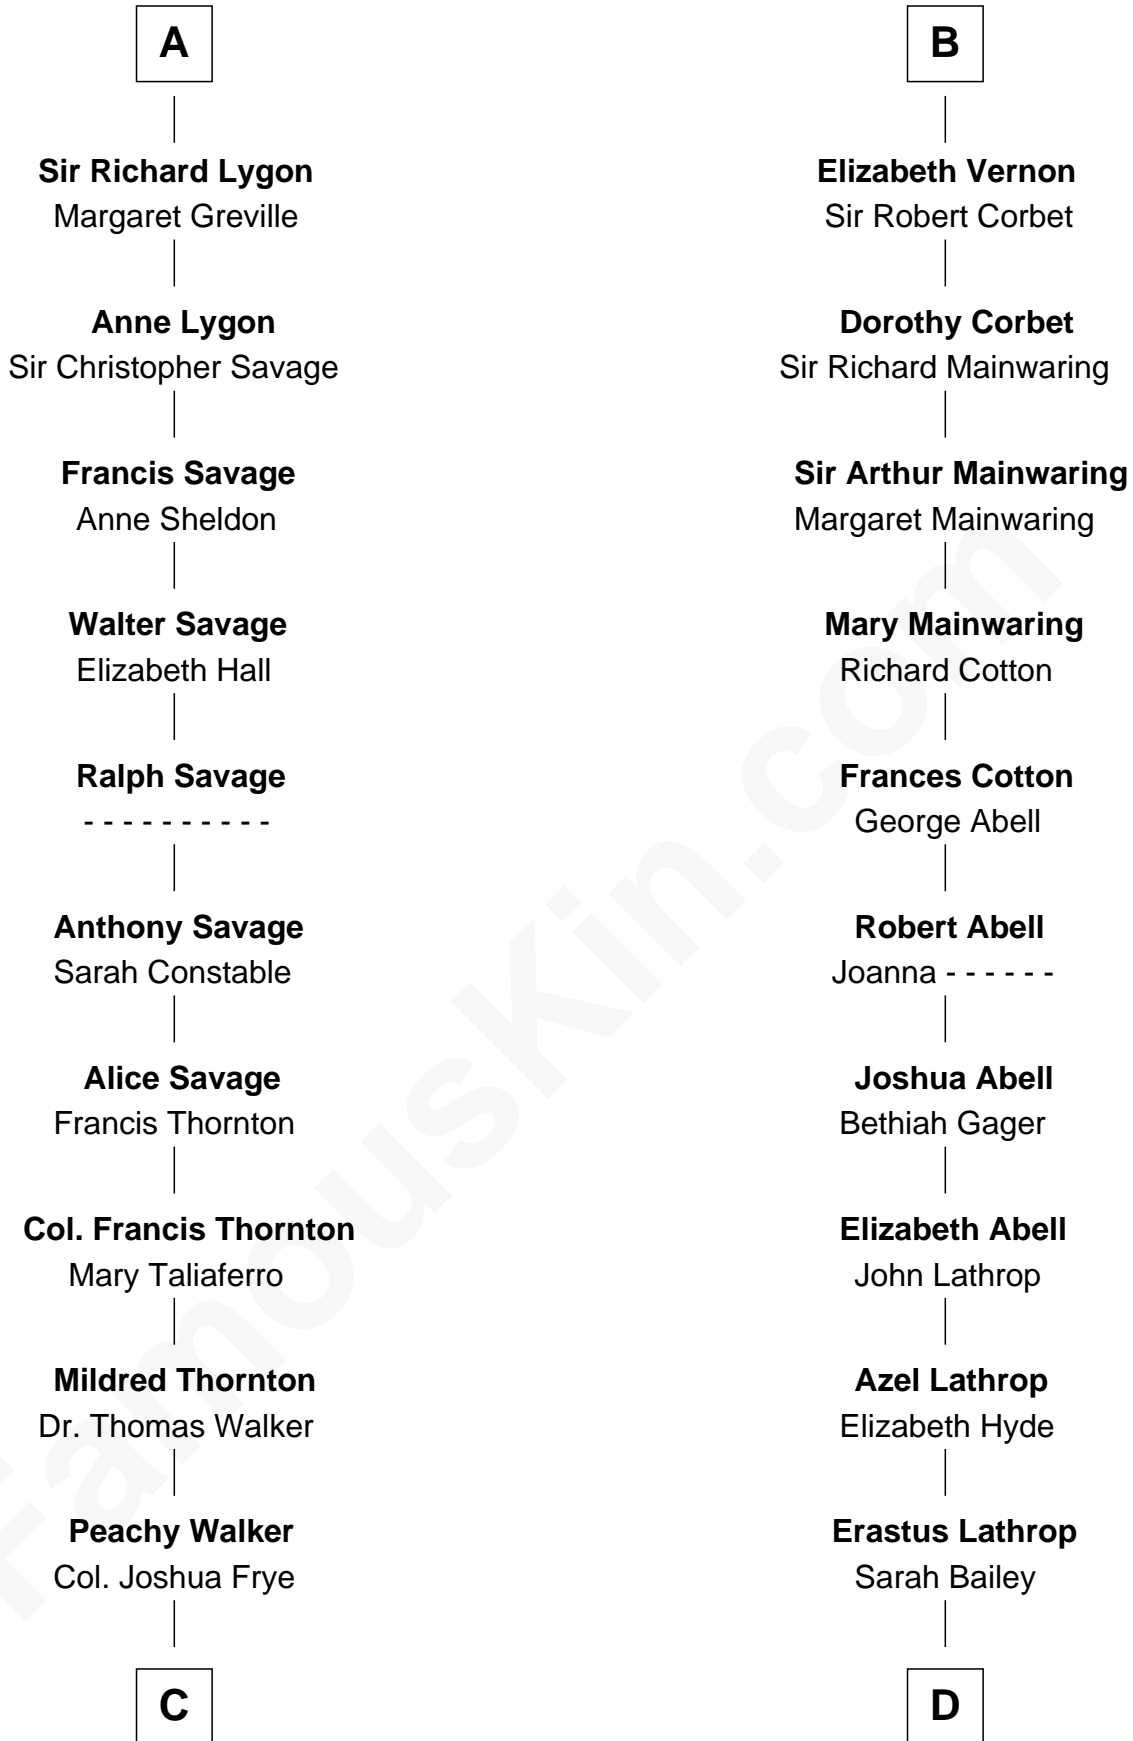 A
Sir Richard Lygon
Margaret Greville
Anne Lygon
Sir Christopher Savage
Francis Savage
Anne Sheldon
Walter Savage
Elizabeth Hall
Ralph Savage
- - - - - - - - - -
Anthony Savage
Sarah Constable
Alice Savage
Francis Thornton
Col. Francis Thornton
Mary Taliaferro
Mildred Thornton
Dr. Thomas Walker
Peachy Walker
Col. Joshua Frye
C
B
Elizabeth Vernon
Sir Robert Corbet
Dorothy Corbet
Sir Richard Mainwaring
Sir Arthur Mainwaring
Margaret Mainwaring
Mary Mainwaring
Richard Cotton
Frances Cotton
George Abell
Robert Abell
Joanna - - - - - -
Joshua Abell
Bethiah Gager
Elizabeth Abell
John Lathrop
Azel Lathrop
Elizabeth Hyde
Erastus Lathrop
Sarah Bailey
D
FamousKin.com